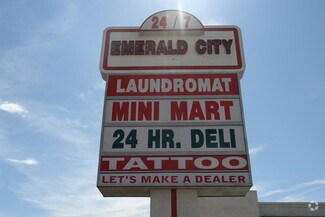 24/7
EMERALD CITY
LAUNDROMAT
MINI MART
24 HR. DELI
TATTOO
LET'S MAKE A DEALER